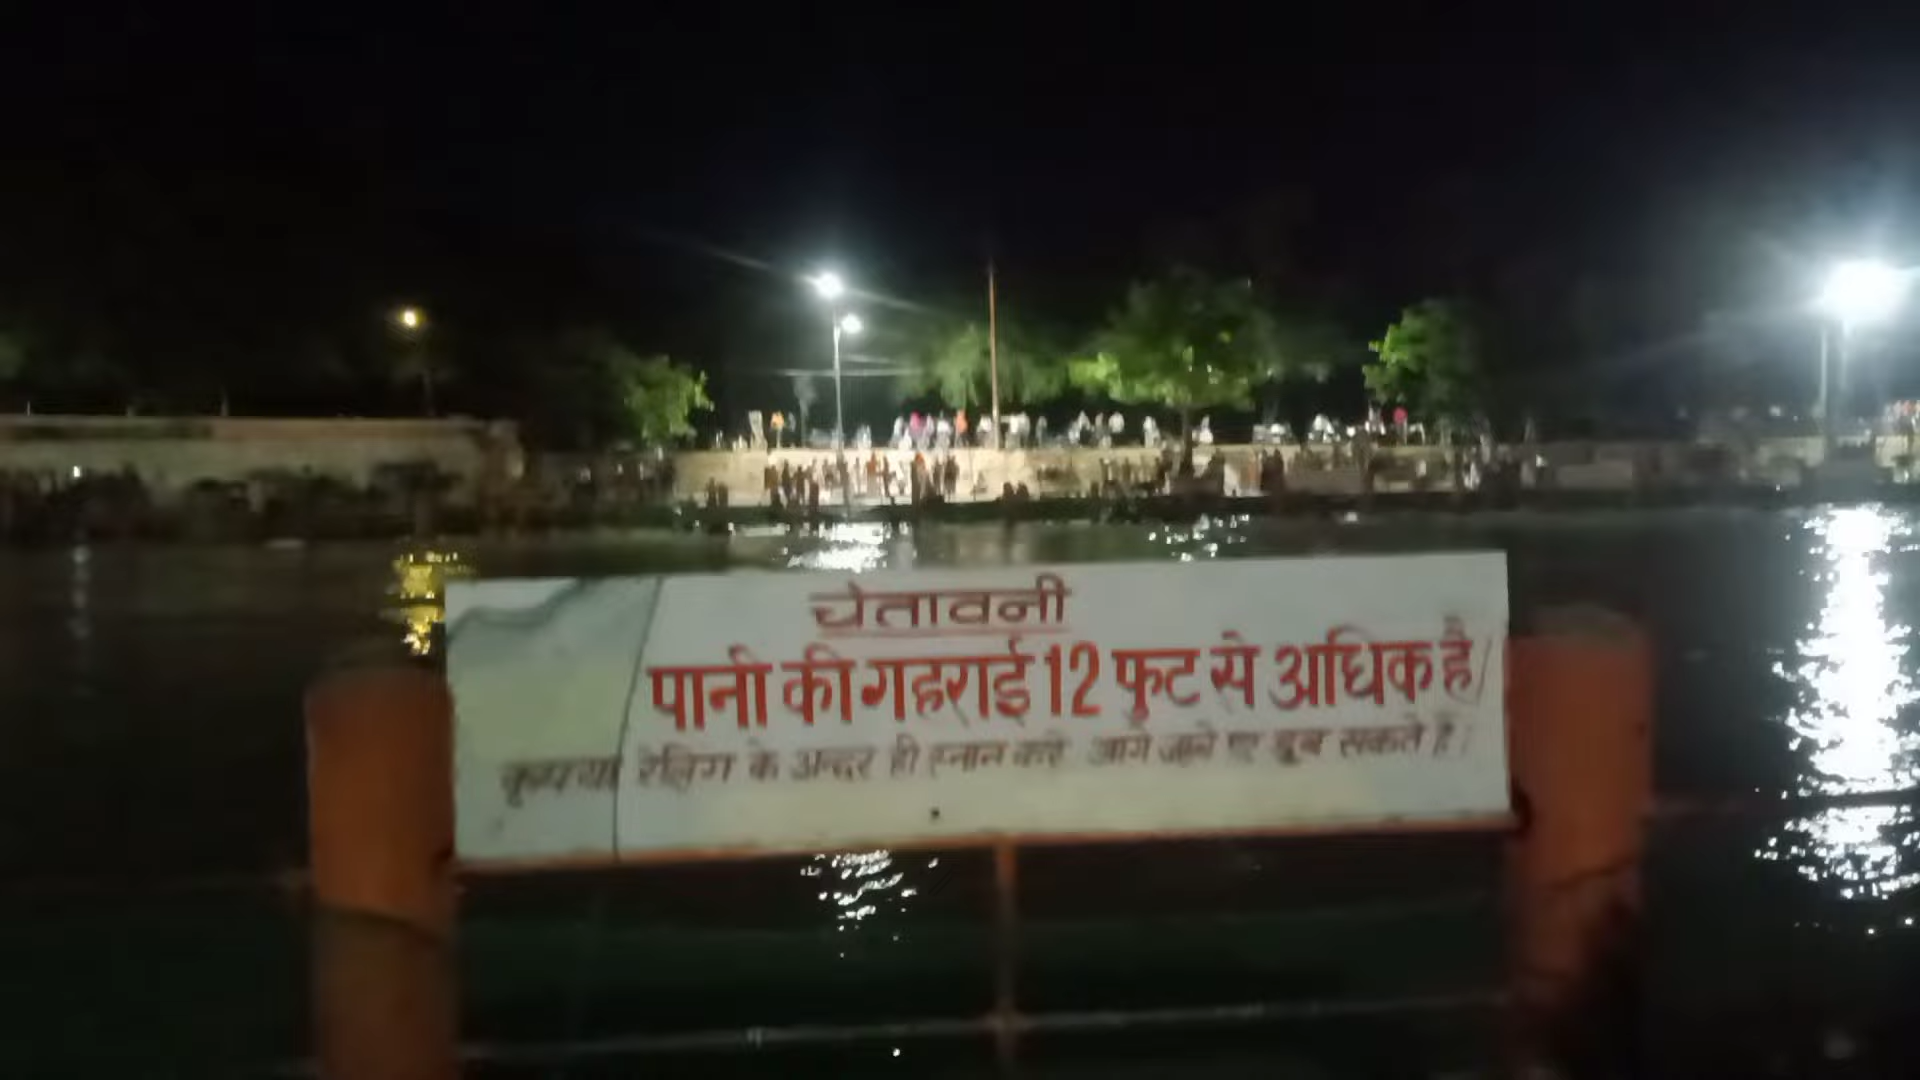 चेतावनी
पानी की गहराई 12 फुट से अधिक है।
कृपया रेलिंग के अन्दर ही स्नान करे आगे जाने पर डूब सकते है।